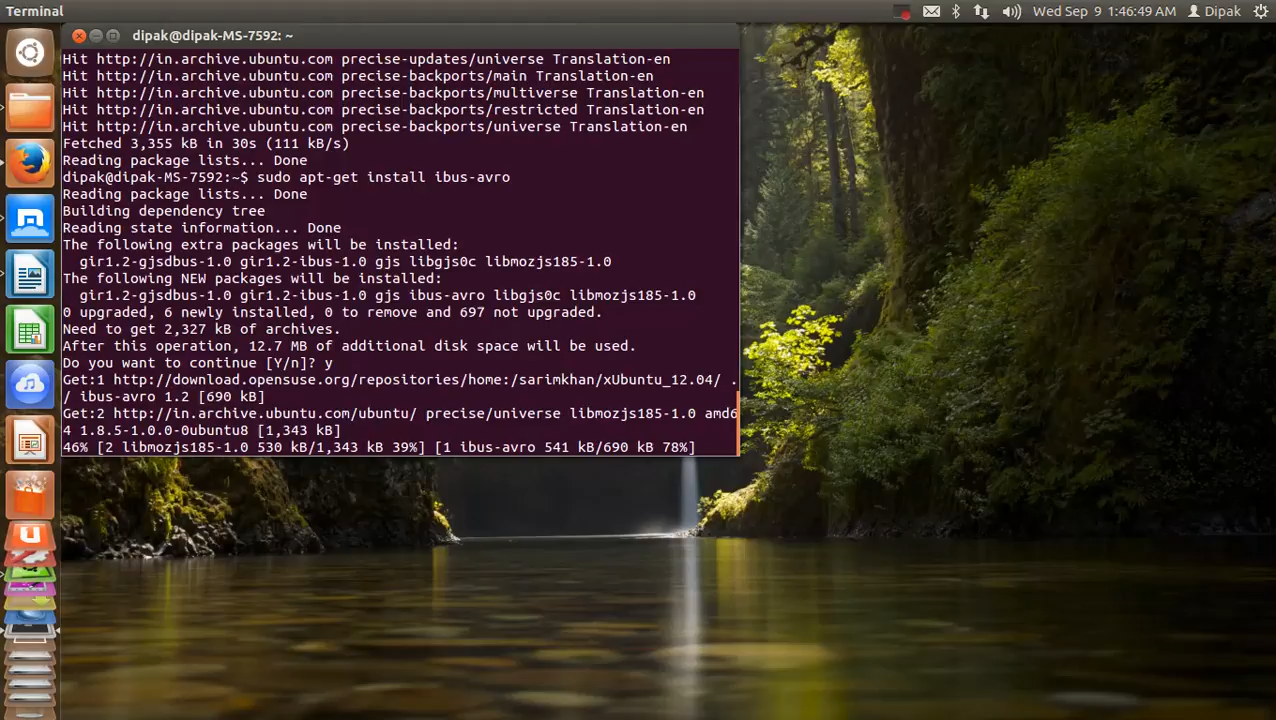 Terminal
Wed Sep 9 1:46:49 AM Dipak
dipak@dipak-MS-7592: ~
Hit http://in.archive.ubuntu.com precise-updates/universe Translation-en
Hit http://in.archive.ubuntu.com precise-backports/main Translation-en
Hit http://in.archive.ubuntu.com precise-backports/multiverse Translation-en
Hit http://in.archive.ubuntu.com precise-backports/restricted Translation-en
Hit http://in.archive.ubuntu.com precise-backports/universe Translation-en
Fetched 3,355 kB in 30s (111 kB/s)
Reading package lists... Done
dipak@dipak-MS-7592:~$ sudo apt-get install ibus-avro
Reading package lists... Done
Building dependency tree
Reading state information... Done
The following extra packages will be installed:
gir1.2-gjsdbus-1.0 gir1.2-ibus-1.0 gjs libgjs0c libmozjs185-1.0
The following NEW packages will be installed:
gir1.2-gjsdbus-1.0 gir1.2-ibus-1.0 gjs ibus-avro libgjs0c libmozjs185-1.0
0 upgraded, 6 newly installed, 0 to remove and 697 not upgraded.
Need to get 2,327 kB of archives.
After this operation, 12.7 MB of additional disk space will be used.
Do you want to continue [Y/n]? y
Get:1 http://download.opensuse.org/repositories/home:/sarimkhan/xUbuntu_12.04/ .
/ ibus-avro 1.2 [690 kB]
Get:2 http://in.archive.ubuntu.com/ubuntu/ precise/universe libmozjs185-1.0 amd6
4 1.8.5-1.0.0-0ubuntu8 [1,343 kB]
46% [2 libmozjs185-1.0 530 kB/1,343 kB 39%] [1 ibus-avro 541 kB/690 kB 78%]